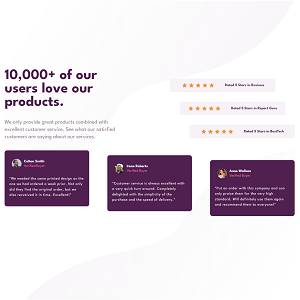 10,000+ of our
users love our
products.
We only provide great products combined with
excellent customer service. See what our satisfied
customers are saying about our services.
Rated 5 Stars in Reviews
Rated 5 Stars in Report Guru
Rated 5 Stars in BestTech
Colton Smith
Verified Buyer
"We needed the same printed design as the
one we had ordered a week prior. Not only
did they find the original order, but we
also received it in time. Excellent!"
Irene Roberts
Verified Buyer
"Customer service is always excellent and
has a very quick turn around. Completely
delighted with the simplicity of the
purchase and the speed of delivery."
Anne Wallace
Verified Buyer
"Put an order with this company and can
only praise them for the very high
standard. Will definitely use them again
and recommend them to everyone!"